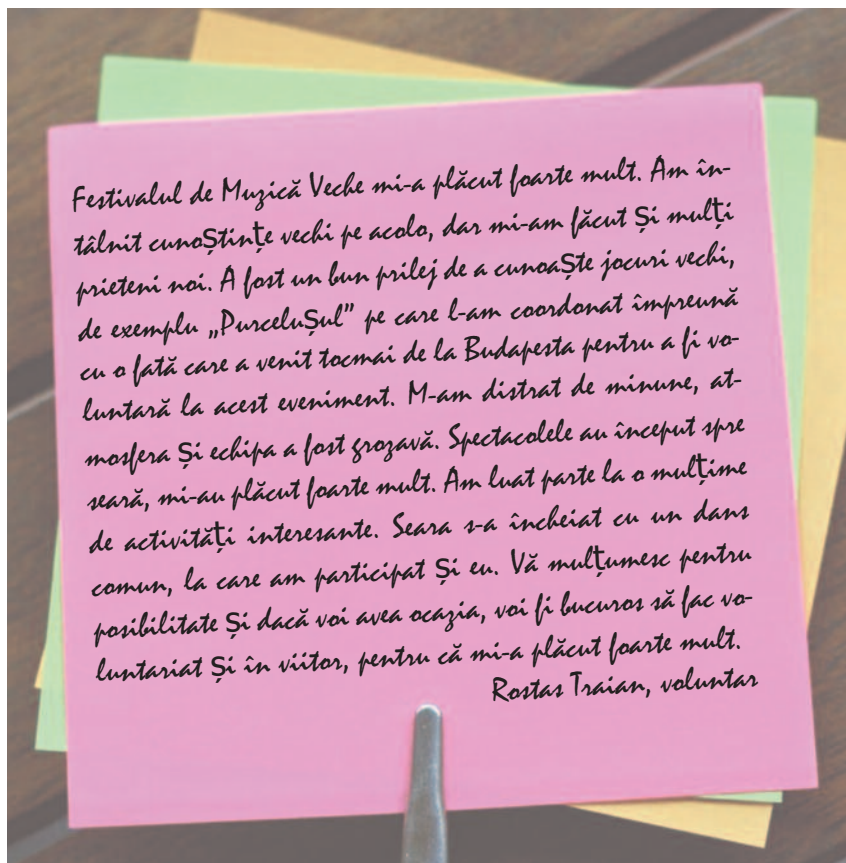 Festivalul de Muzică Veche mi-a plăcut foarte mult. Am în-
tâlnit cunoștințe vechi pe acolo, dar mi-am făcut și mulți
prieteni noi. A fost un bun prilej de a cunoaște jocuri vechi,
de exemplu „Purcelușul” pe care l-am coordonat împreună
cu o fată care a venit tocmai de la Budapesta pentru a fi vo-
luntară la acest eveniment. M-am distrat de minune, at-
mosfera și echipa a fost grozavă. Spectacolele au început spre
seară, mi-au plăcut foarte mult. Am luat parte la o mulțime
de activități interesante. Seara s-a încheiat cu un dans
comun, la care am participat și eu. Vă mulțumesc pentru
posibilitate și dacă voi avea ocazia, voi fi bucuros să fac vo-
luntariat și în viitor, pentru că mi-a plăcut foarte mult.
Rostas Traian, voluntar